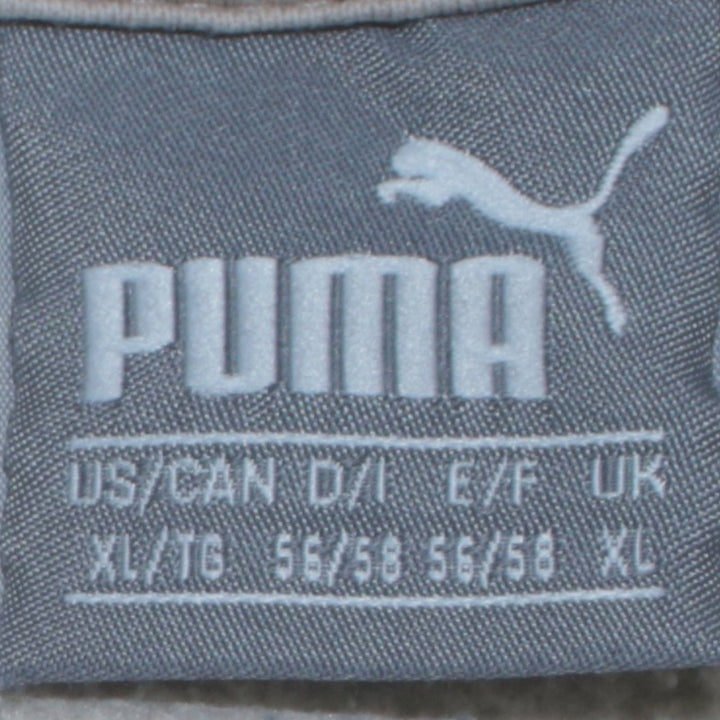 PUMA
US/CAN D/I E/F UK
XL/TG 56/58 56/58 XL